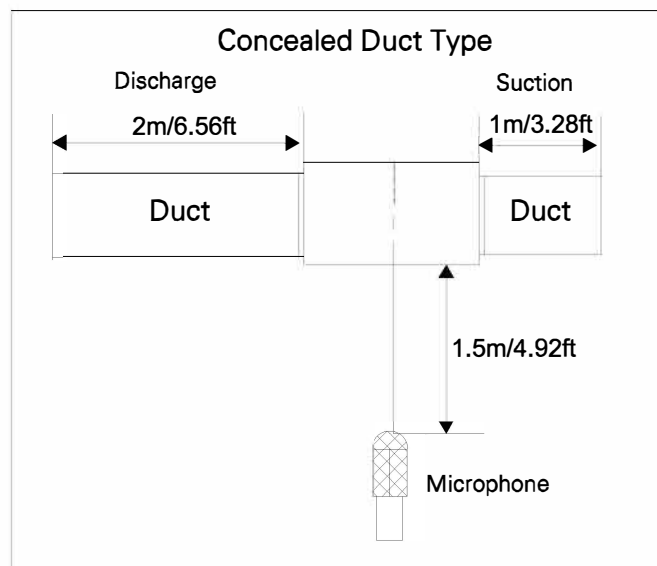 Concealed Duct Type
Discharge
Suction
2m/6.56ft
1m/3.28ft
Duct
Duct
1.5m/4.92ft
Microphone